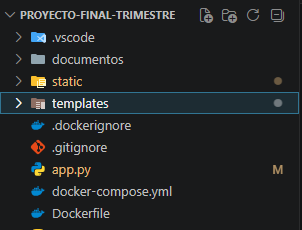 PROYECTO-FINAL-TRIMESTRE
.vscode
documentos
static
templates
.dockerignore
.gitignore
app.py M
docker-compose.yml
Dockerfile